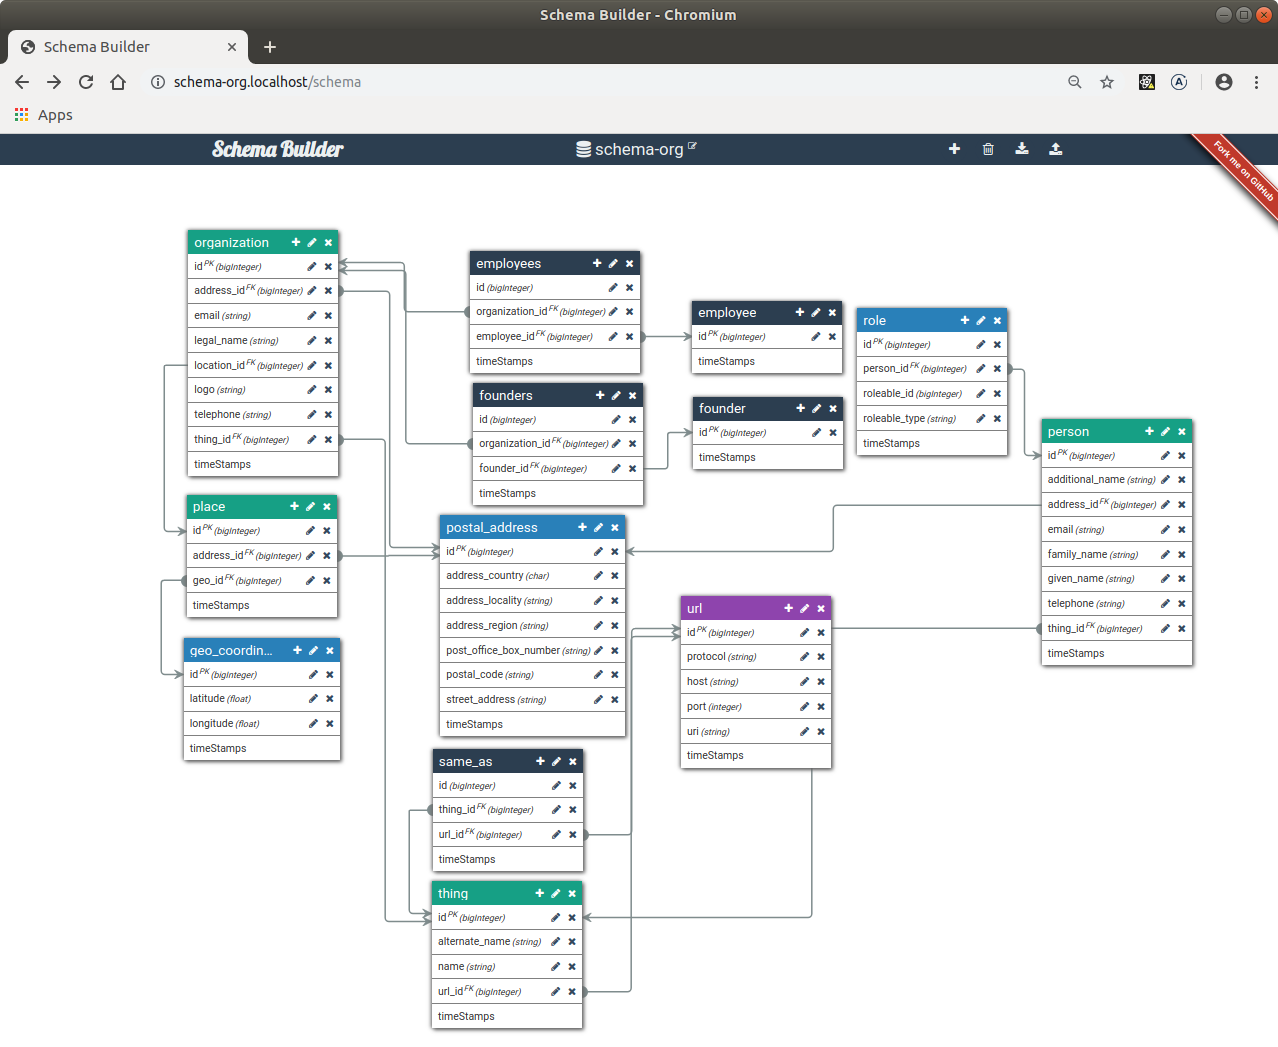 Schema Builder - Chromium
Schema Builder
schema-org.localhost/schema
Apps
Schema Builder
schema-org
Fork me on GitHub
organization
id PK (bigInteger)
address_id FK (bigInteger)
email (string)
legal_name (string)
location_id FK (bigInteger)
logo (string)
telephone (string)
thing_id FK (bigInteger)
timeStamps
employees
id (bigInteger)
organization_id FK (bigInteger)
employee_id FK (bigInteger)
timeStamps
employee
id PK (bigInteger)
timeStamps
role
id PK (bigInteger)
person_id FK (bigInteger)
roleable_id (bigInteger)
roleable_type (string)
timeStamps
founders
id (bigInteger)
organization_id FK (bigInteger)
founder_id FK (bigInteger)
timeStamps
founder
id PK (bigInteger)
timeStamps
person
id PK (bigInteger)
additional_name (string)
address_id FK (bigInteger)
email (string)
family_name (string)
given_name (string)
telephone (string)
thing_id FK (bigInteger)
timeStamps
place
id PK (bigInteger)
address_id FK (bigInteger)
geo_id FK (bigInteger)
timeStamps
postal_address
id PK (bigInteger)
address_country (char)
address_locality (string)
address_region (string)
post_office_box_number (string)
postal_code (string)
street_address (string)
timeStamps
url
id PK (bigInteger)
protocol (string)
host (string)
port (integer)
uri (string)
timeStamps
geo_coordin...
id PK (bigInteger)
latitude (float)
longitude (float)
timeStamps
same_as
id (bigInteger)
thing_id FK (bigInteger)
url_id FK (bigInteger)
timeStamps
thing
id PK (bigInteger)
alternate_name (string)
name (string)
url_id FK (bigInteger)
timeStamps